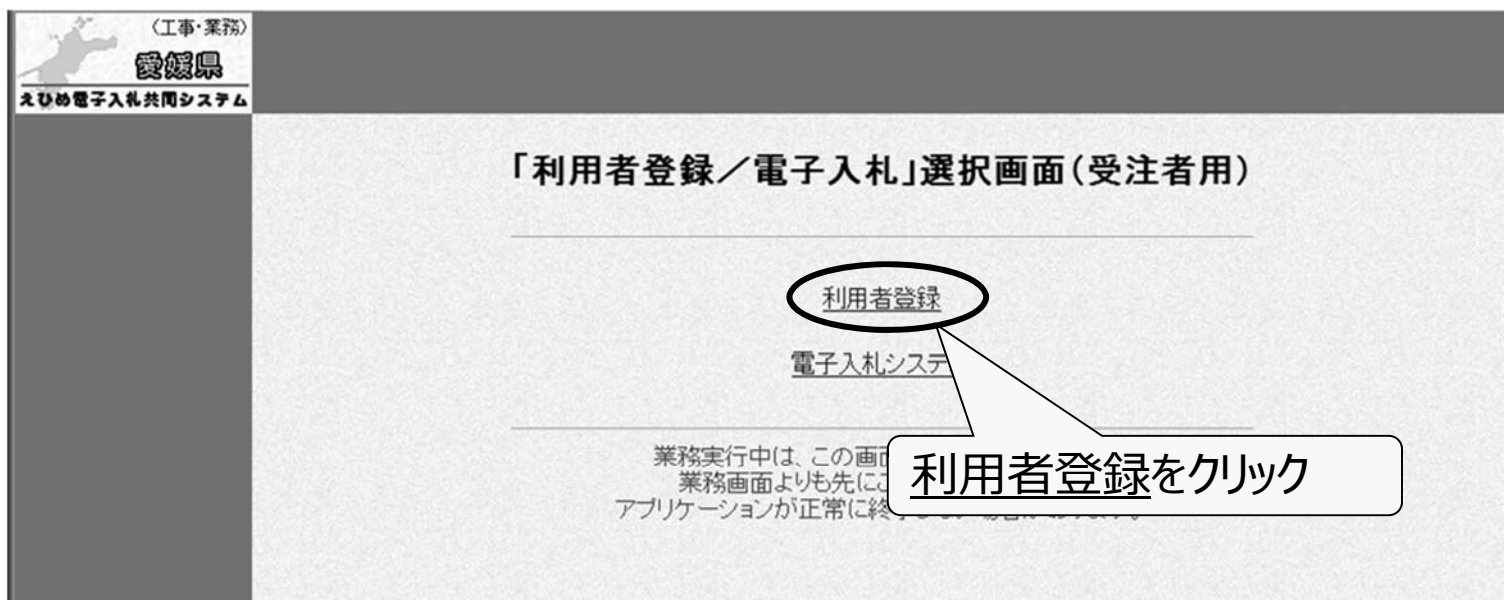 〈工事・業務〉
愛媛県
えひめ電子入札共同システム
「利用者登録／電子入札」選択画面(受注者用)
利用者登録
電子入札システ
業務実行中は、この画
業務画面よりも先にこ
アプリケーションが正常に終
利用者登録をクリック